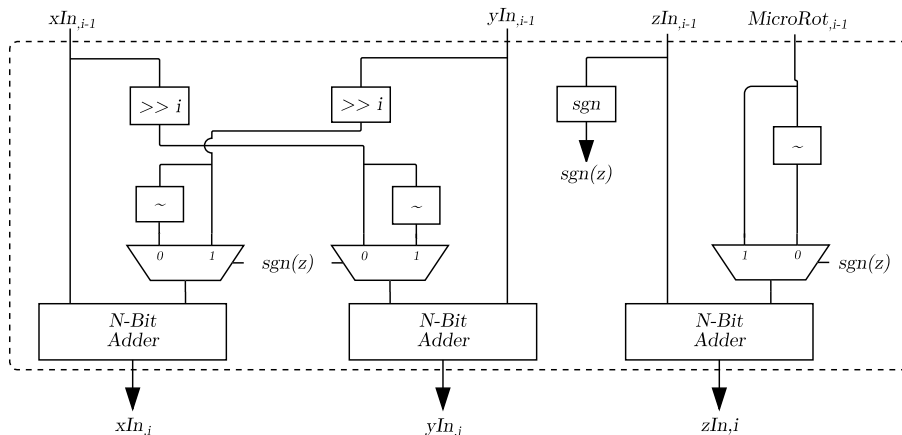 xIn,i-1
yIn,i-1
zIn,i-1
MicroRot,i-1
>> i
>> i
sgn
~
sgn(z)
~
~
0
1
sgn(z)
0
1
1
0
sgn(z)
N-Bit
Adder
N-Bit
Adder
N-Bit
Adder
xIn,i
yIn,i
zIn,i